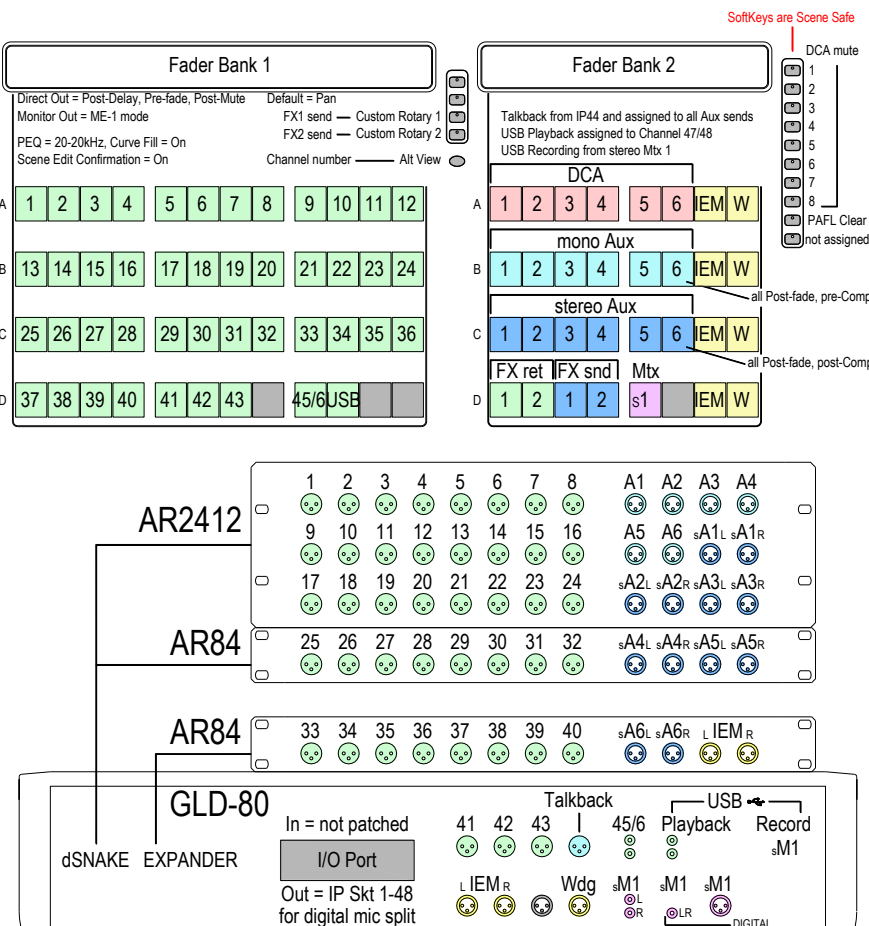 SoftKeys are Scene Safe
DCA mute
Fader Bank 1
Direct Out = Post-Delay, Pre-fade, Post-Mute
Monitor Out = ME-1 mode
PEQ = 20-20kHz, Curve Fill = On
Scene Edit Confirmation = On
Default = Pan
FX1 send — Custom Rotary 1
FX2 send — Custom Rotary 2
Channel number — Alt View
A 1 2 3 4 5 6 7 8 9 10 11 12
B 13 14 15 16 17 18 19 20 21 22 23 24
C 25 26 27 28 29 30 31 32 33 34 35 36
D 37 38 39 40 41 42 43 45/6 USB
Fader Bank 2
Talkback from IP44 and assigned to all Aux sends
USB Playback assigned to Channel 47/48
USB Recording from stereo Mtx 1
DCA
A 1 2 3 4 5 6 IEM W
mono Aux
B 1 2 3 4 5 6 IEM W
all Post-fade, pre-Comp
stereo Aux
C 1 2 3 4 5 6 IEM W
all Post-fade, post-Comp
FX ret FX snd Mtx
D 1 2 1 2 s1 IEM W
1
2
3
4
5
6
7
8
PAFL Clear
not assigned
AR2412
1 2 3 4 5 6 7 8 A1 A2 A3 A4
9 10 11 12 13 14 15 16 A5 A6 sA1L sA1R
17 18 19 20 21 22 23 24 sA2L sA2R sA3L sA3R
AR84
25 26 27 28 29 30 31 32 sA4L sA4R sA5L sA5R
AR84
33 34 35 36 37 38 39 40 sA6L sA6R L IEM R
GLD-80
dSNAKE EXPANDER
In = not patched
I/O Port
Out = IP Skt 1-48
for digital mic split
Talkback
USB
41 42 43 45/6 Playback Record
sM1
L IEM R Wdg sM1 sM1 sM1
L
R LR
DIGITAL